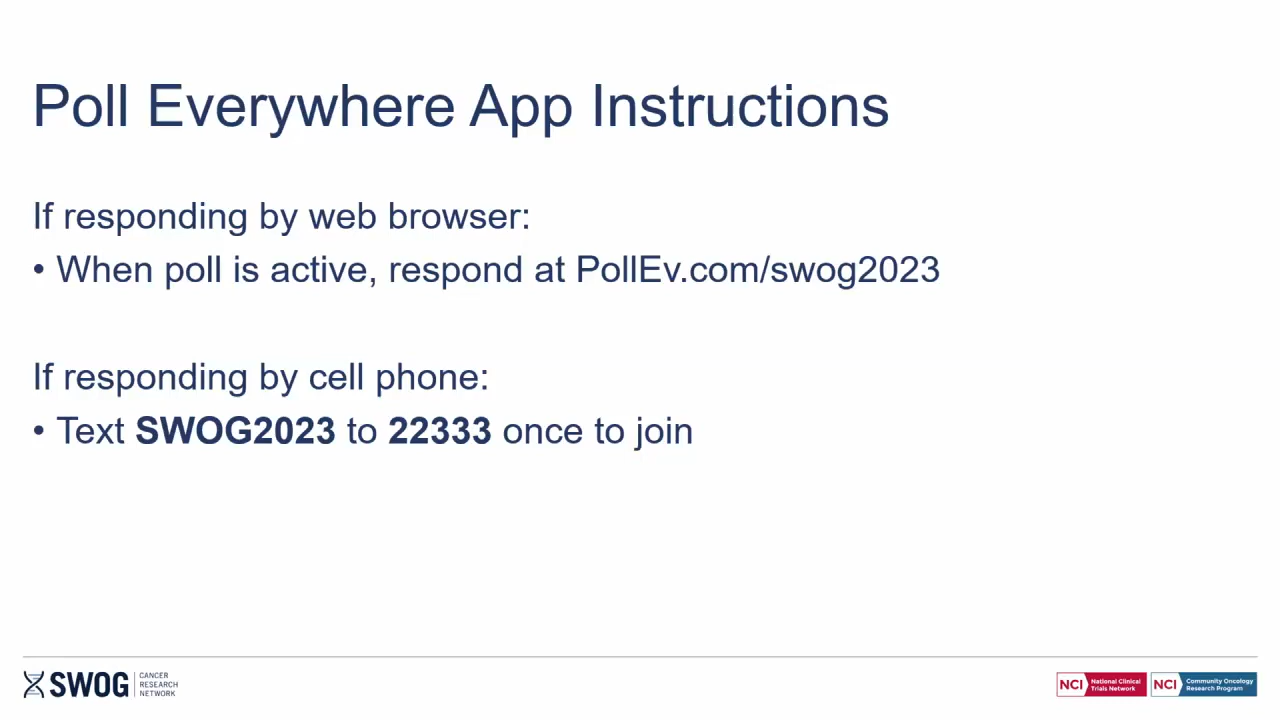 Poll Everywhere App Instructions
If responding by web browser:
• When poll is active, respond at PollEv.com/swog2023
If responding by cell phone:
• Text SWOG2023 to 22333 once to join
SWOG
CANCER
RESEARCH
NETWORK
NCI
National Clinical
Trials Network
NCI
Community Oncology
Research Program